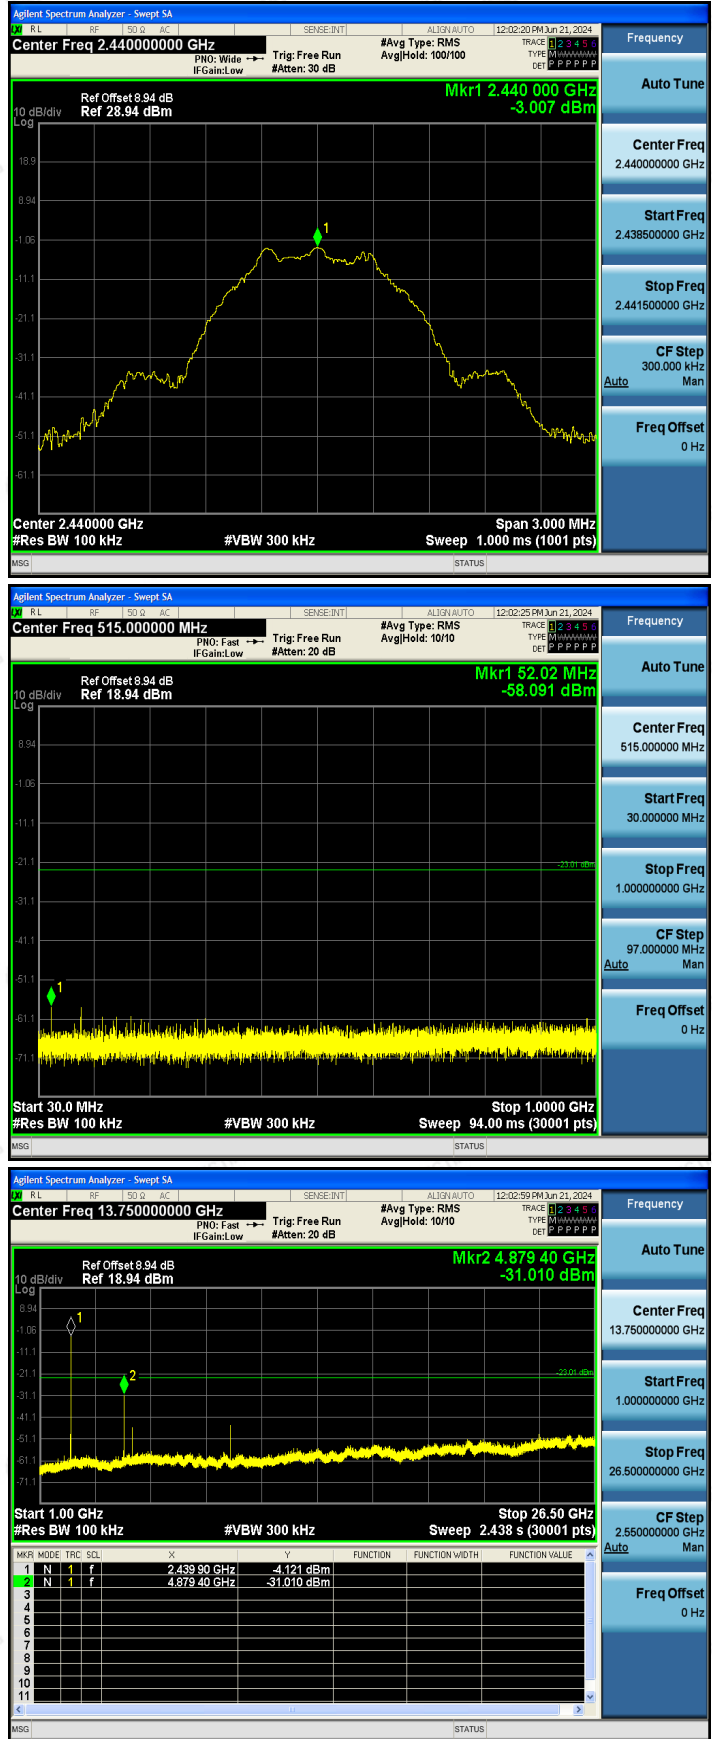 Agilent Spectrum Analyzer - Swept SA
LXI RL RF 50 Ω AC SENSE:INT ALIGN AUTO 12:02:20 PM Jun 21, 2024
Center Freq 2.440000000 GHz
PNO: Wide
IFGain:Low
Trig: Free Run
#Atten: 30 dB
#Avg Type: RMS
Avg|Hold: 100/100
TRACE 1 2 3 4 5 6
TYPE M WWWWW
DET P P P P P P
Frequency
Ref Offset 8.94 dB
10 dB/div Ref 28.94 dBm
Log
Mkr1 2.440 000 GHz
-3.007 dBm
18.9
8.94
-1.06
-11.1
-21.1
-31.1
-41.1
-51.1
-61.1
1
Center 2.440000 GHz Span 3.000 MHz
#Res BW 100 kHz #VBW 300 kHz Sweep 1.000 ms (1001 pts)
MSG STATUS
Auto Tune
Center Freq
2.440000000 GHz
Start Freq
2.438500000 GHz
Stop Freq
2.441500000 GHz
CF Step
300.000 kHz
Auto Man
Freq Offset
0 Hz
Agilent Spectrum Analyzer - Swept SA
LXI RL RF 50 Ω AC SENSE:INT ALIGN AUTO 12:02:25 PM Jun 21, 2024
Center Freq 515.000000 MHz
PNO: Fast
IFGain:Low
Trig: Free Run
#Atten: 20 dB
#Avg Type: RMS
Avg|Hold: 10/10
TRACE 1 2 3 4 5 6
TYPE M WWWWW
DET P P P P P P
Frequency
Ref Offset 8.94 dB
10 dB/div Ref 18.94 dBm
Log
Mkr1 52.02 MHz
-58.091 dBm
8.94
-1.06
-11.1
-21.1
-31.1
-41.1
-51.1
-61.1
-71.1
-23.01 dBm
1
Start 30.0 MHz Stop 1.0000 GHz
#Res BW 100 kHz #VBW 300 kHz Sweep 94.00 ms (30001 pts)
MSG STATUS
Auto Tune
Center Freq
515.000000 MHz
Start Freq
30.000000 MHz
Stop Freq
1.000000000 GHz
CF Step
97.000000 MHz
Auto Man
Freq Offset
0 Hz
Agilent Spectrum Analyzer - Swept SA
LXI RL RF 50 Ω AC SENSE:INT ALIGN AUTO 12:02:59 PM Jun 21, 2024
Center Freq 13.750000000 GHz
PNO: Fast
IFGain:Low
Trig: Free Run
#Atten: 20 dB
#Avg Type: RMS
Avg|Hold: 10/10
TRACE 1 2 3 4 5 6
TYPE M WWWWW
DET P P P P P P
Frequency
Ref Offset 8.94 dB
10 dB/div Ref 18.94 dBm
Log
Mkr2 4.879 40 GHz
-31.010 dBm
8.94
-1.06
-11.1
-21.1
-31.1
-41.1
-51.1
-61.1
-71.1
-23.01 dBm
1
2
Start 1.00 GHz Stop 26.50 GHz
#Res BW 100 kHz #VBW 300 kHz Sweep 2.438 s (30001 pts)
MKR MODE TRC SCL X Y FUNCTION FUNCTION WIDTH FUNCTION VALUE
1 N 1 f 2.439 90 GHz -4.121 dBm
2 N 1 f 4.879 40 GHz -31.010 dBm
3
4
5
6
7
8
9
10
11
MSG STATUS
Auto Tune
Center Freq
13.750000000 GHz
Start Freq
1.000000000 GHz
Stop Freq
26.500000000 GHz
CF Step
2.550000000 GHz
Auto Man
Freq Offset
0 Hz